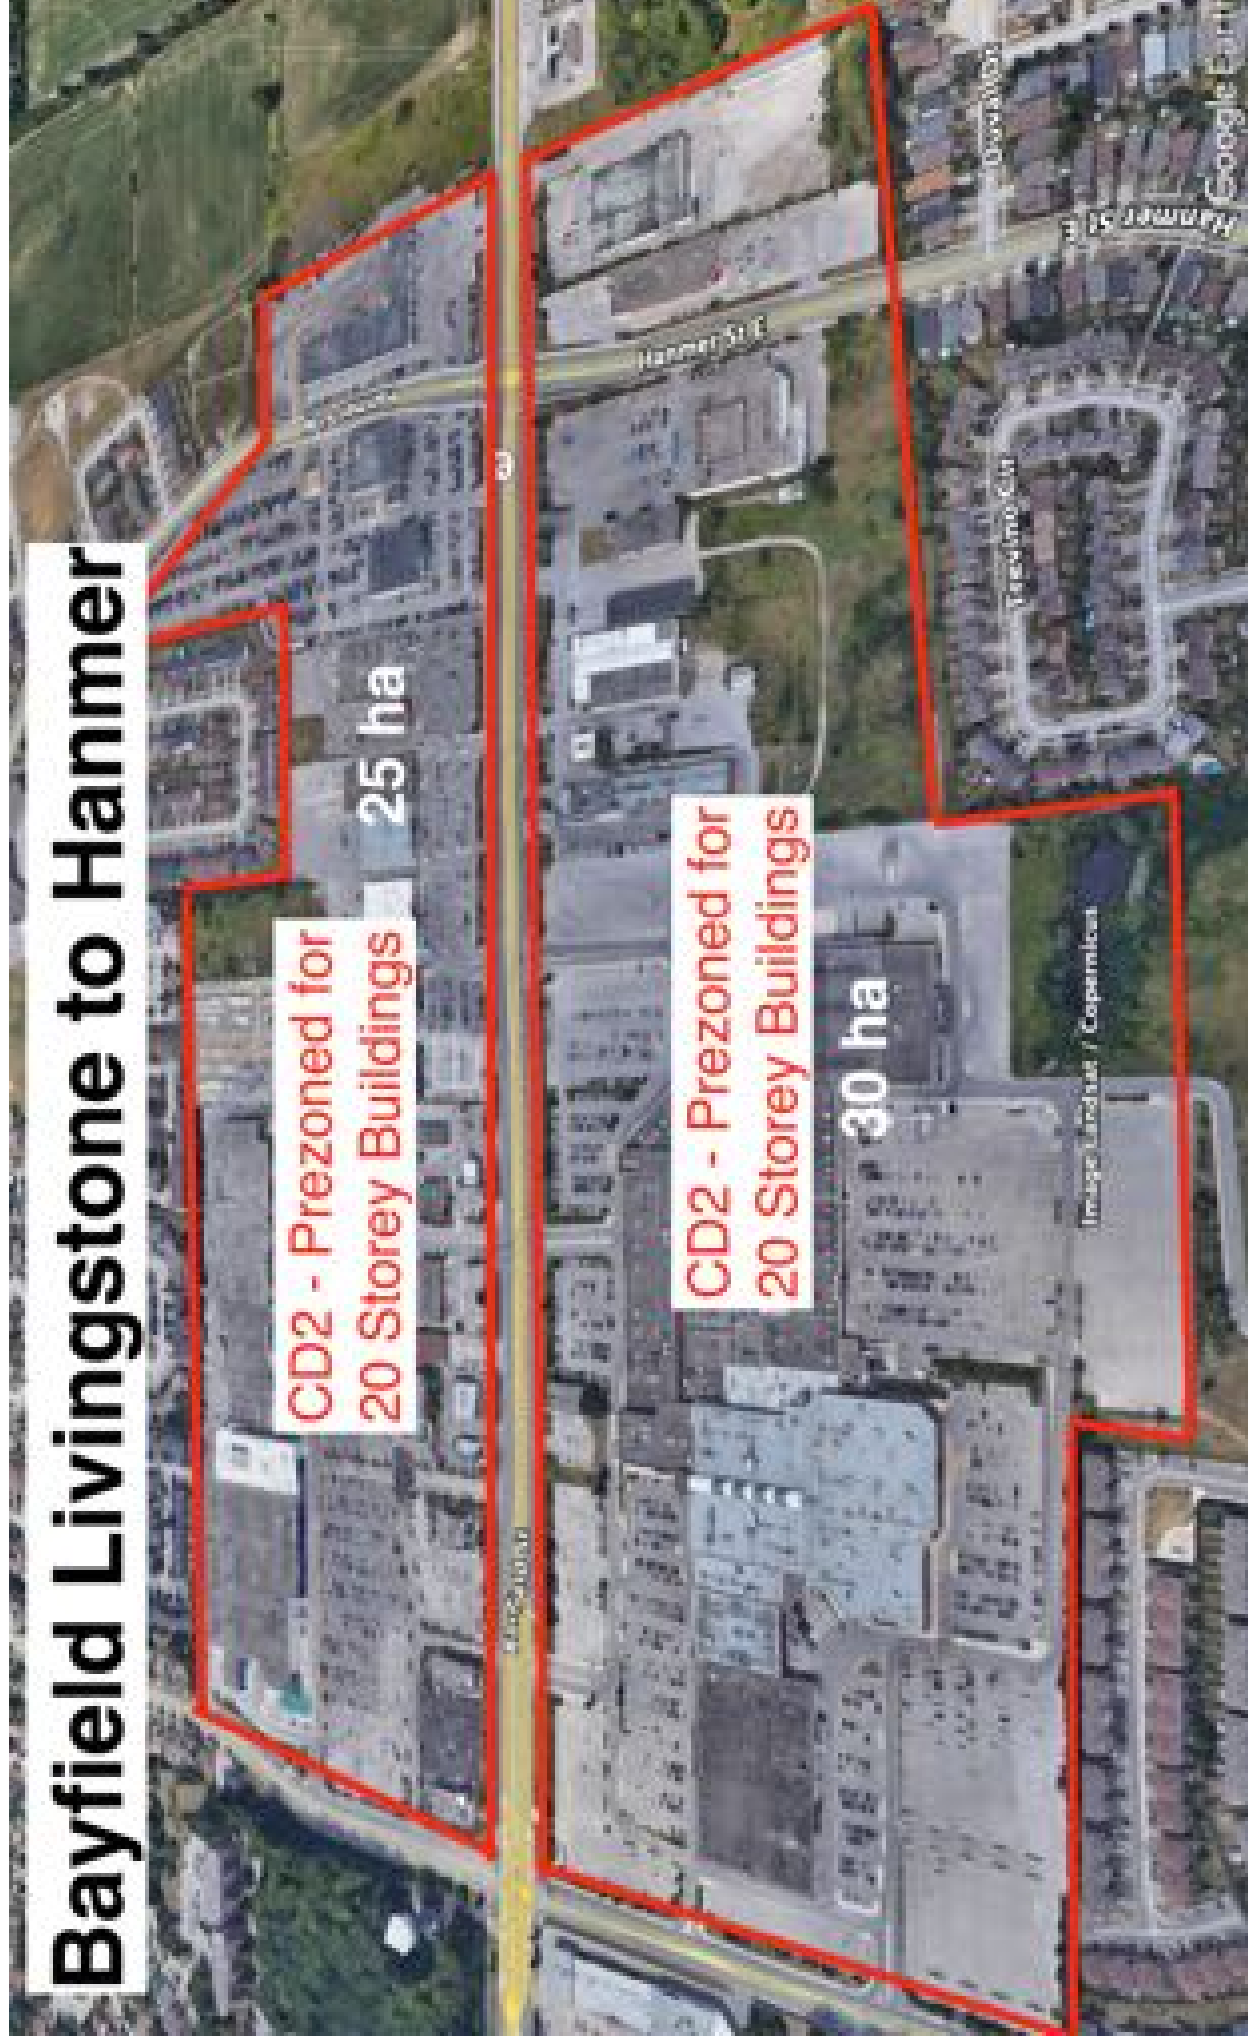 Bayfield Livingstone to Hanmer
CD2 - Prezoned for
20 Storey Buildings
25 ha
CD2 - Prezoned for
20 Storey Buildings
30 ha
Hanmer St E
Hanmer St E
Image Landsat / Copernicus
Google Earth